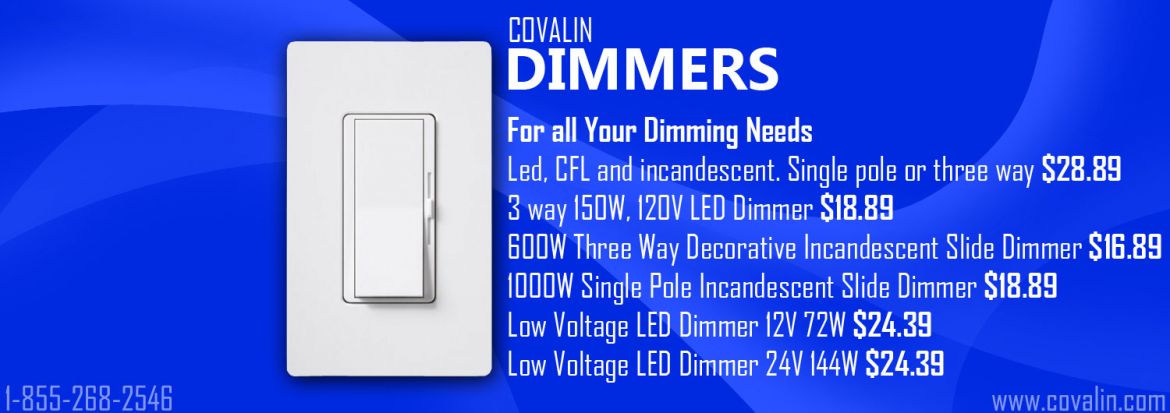 COVALIN
DIMMERS
For all Your Dimming Needs
Led, CFL and incandescent. Single pole or three way $28.89
3 way 150W, 120V LED Dimmer $18.89
600W Three Way Decorative Incandescent Slide Dimmer $16.89
1000W Single Pole Incandescent Slide Dimmer $18.89
Low Voltage LED Dimmer 12V 72W $24.39
Low Voltage LED Dimmer 24V 144W $24.39
1-855-268-2546
www.covalin.com